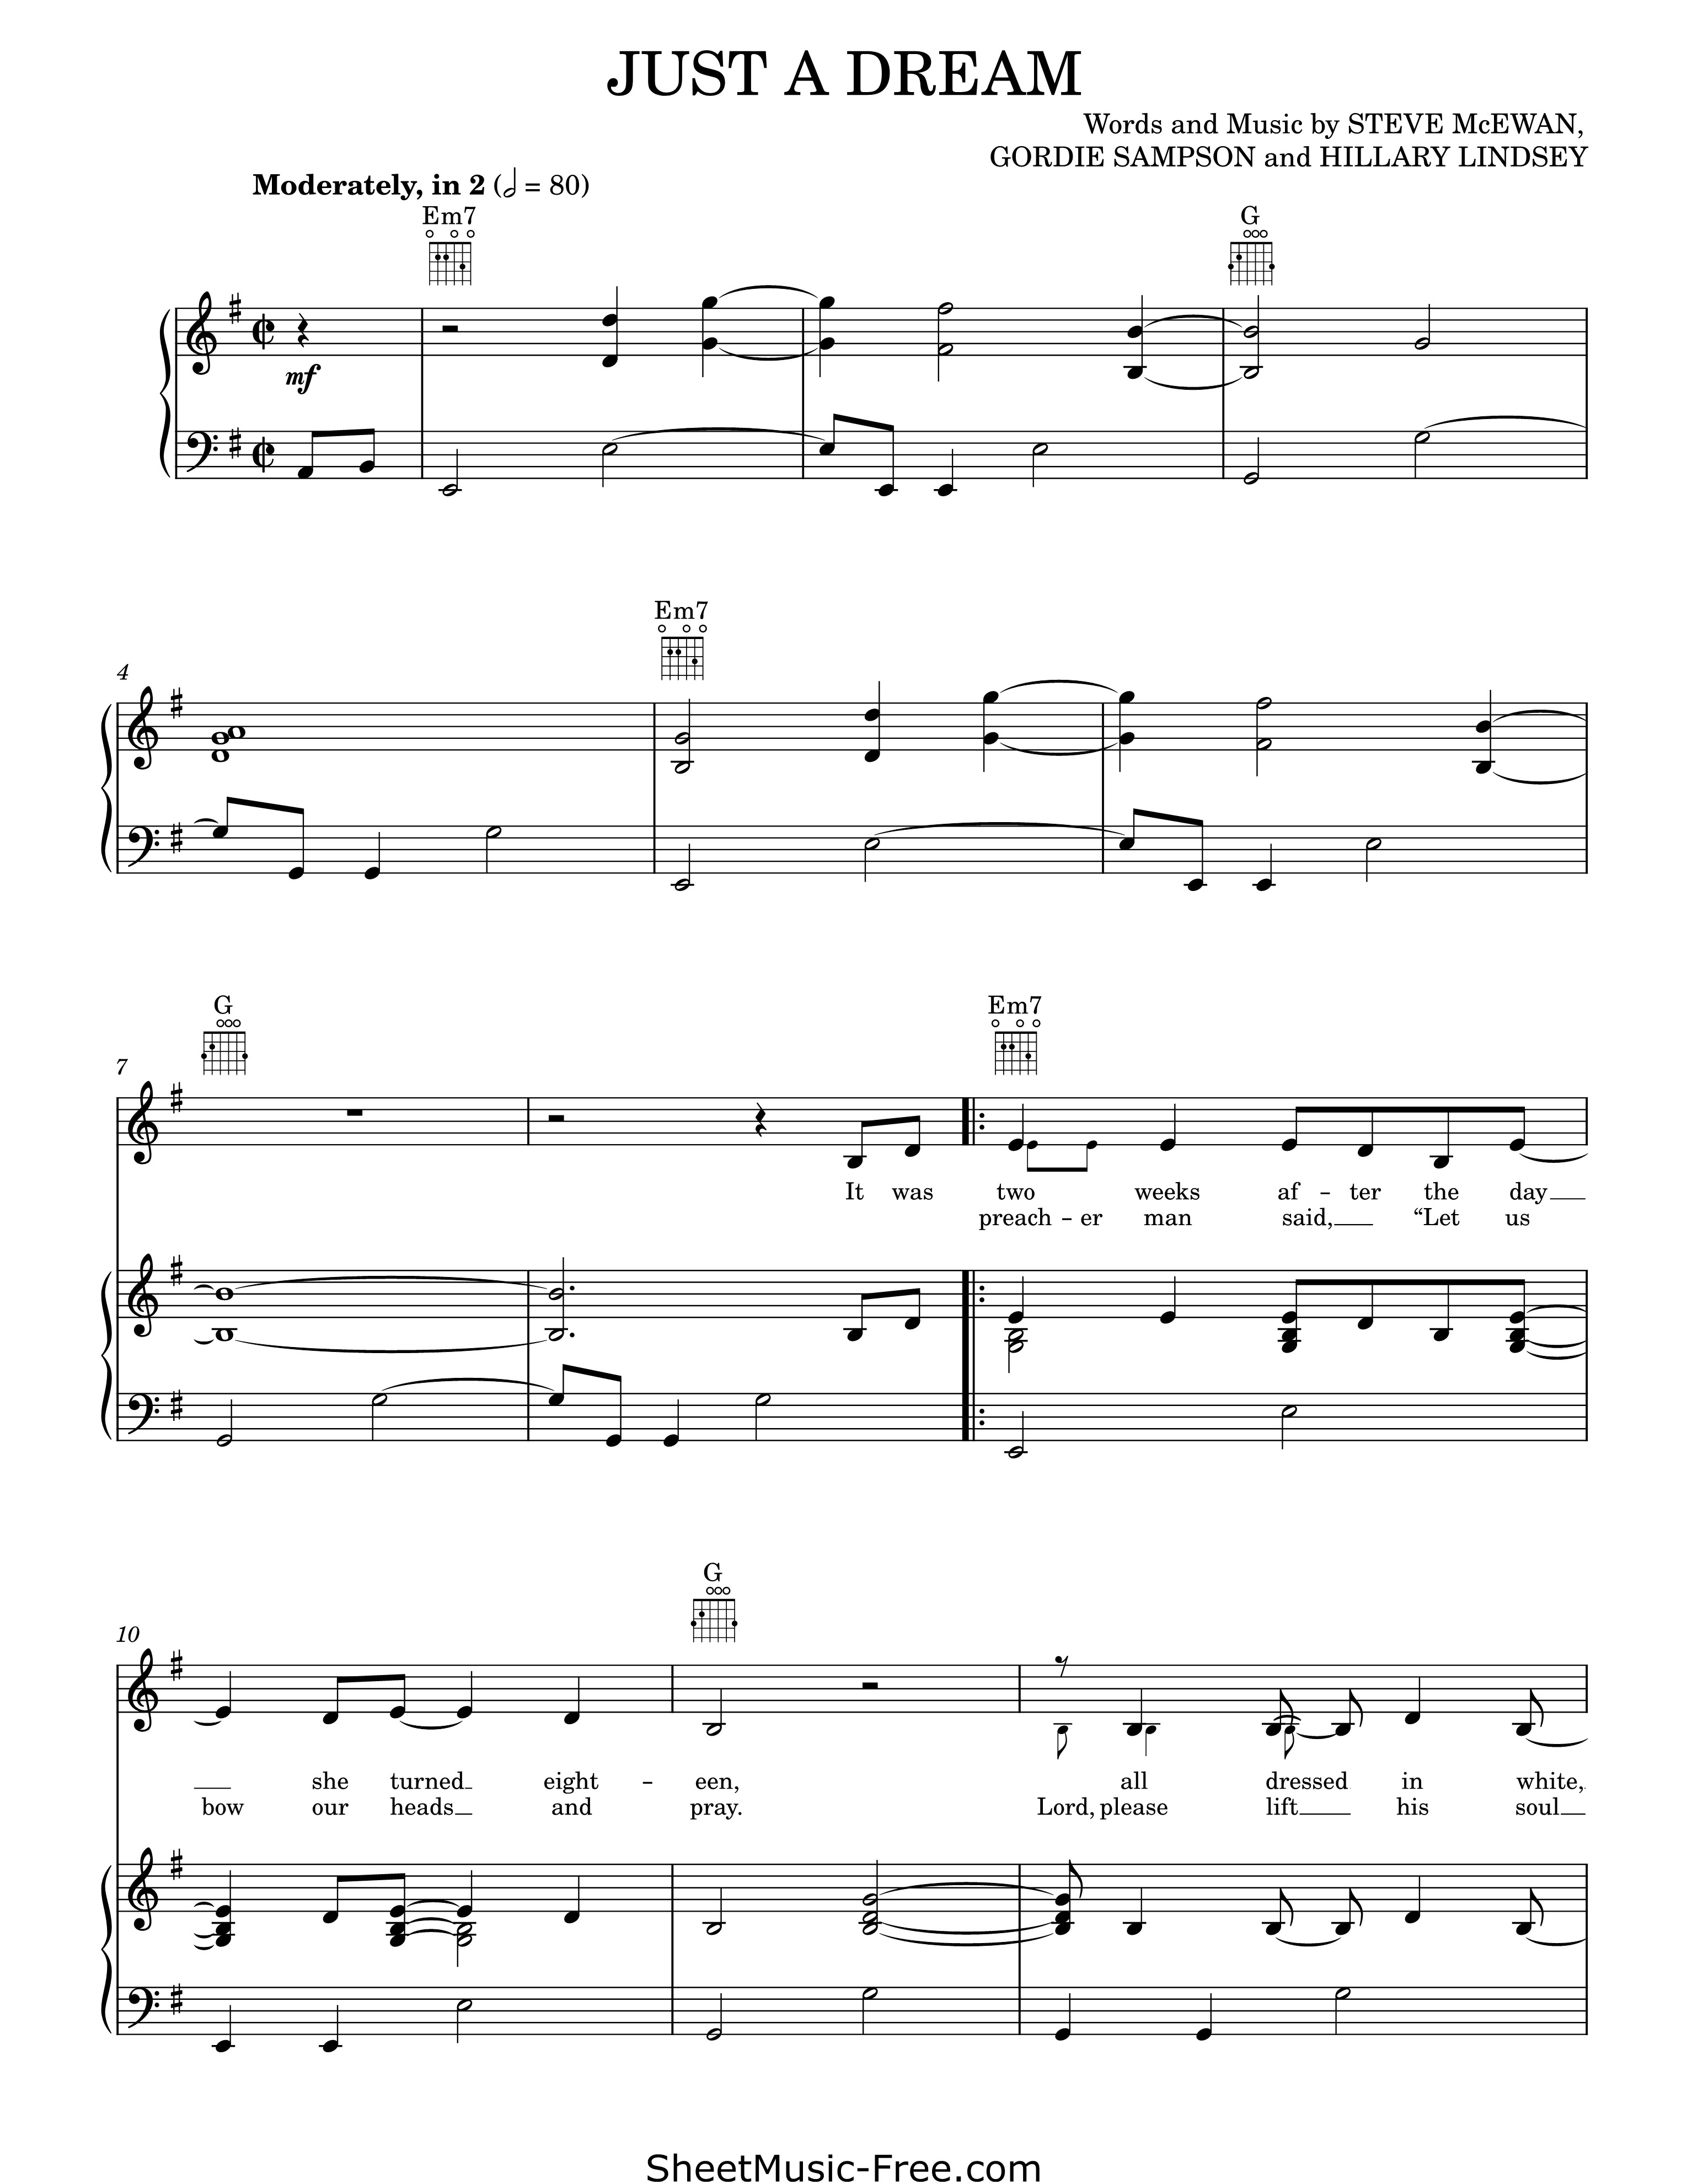 JUST A DREAM
Words and Music by STEVE McEWAN,
GORDIE SAMPSON and HILLARY LINDSEY
Moderately, in 2 (𝅗𝅥 = 80)
Em7 G
mf
Em7
4
G Em7
7
It was two weeks af - ter the day
preach - er man said, “Let us
G
10
she turned eight - een, all dressed in white,
bow our heads and pray. Lord, please lift his soul
SheetMusic-Free.com